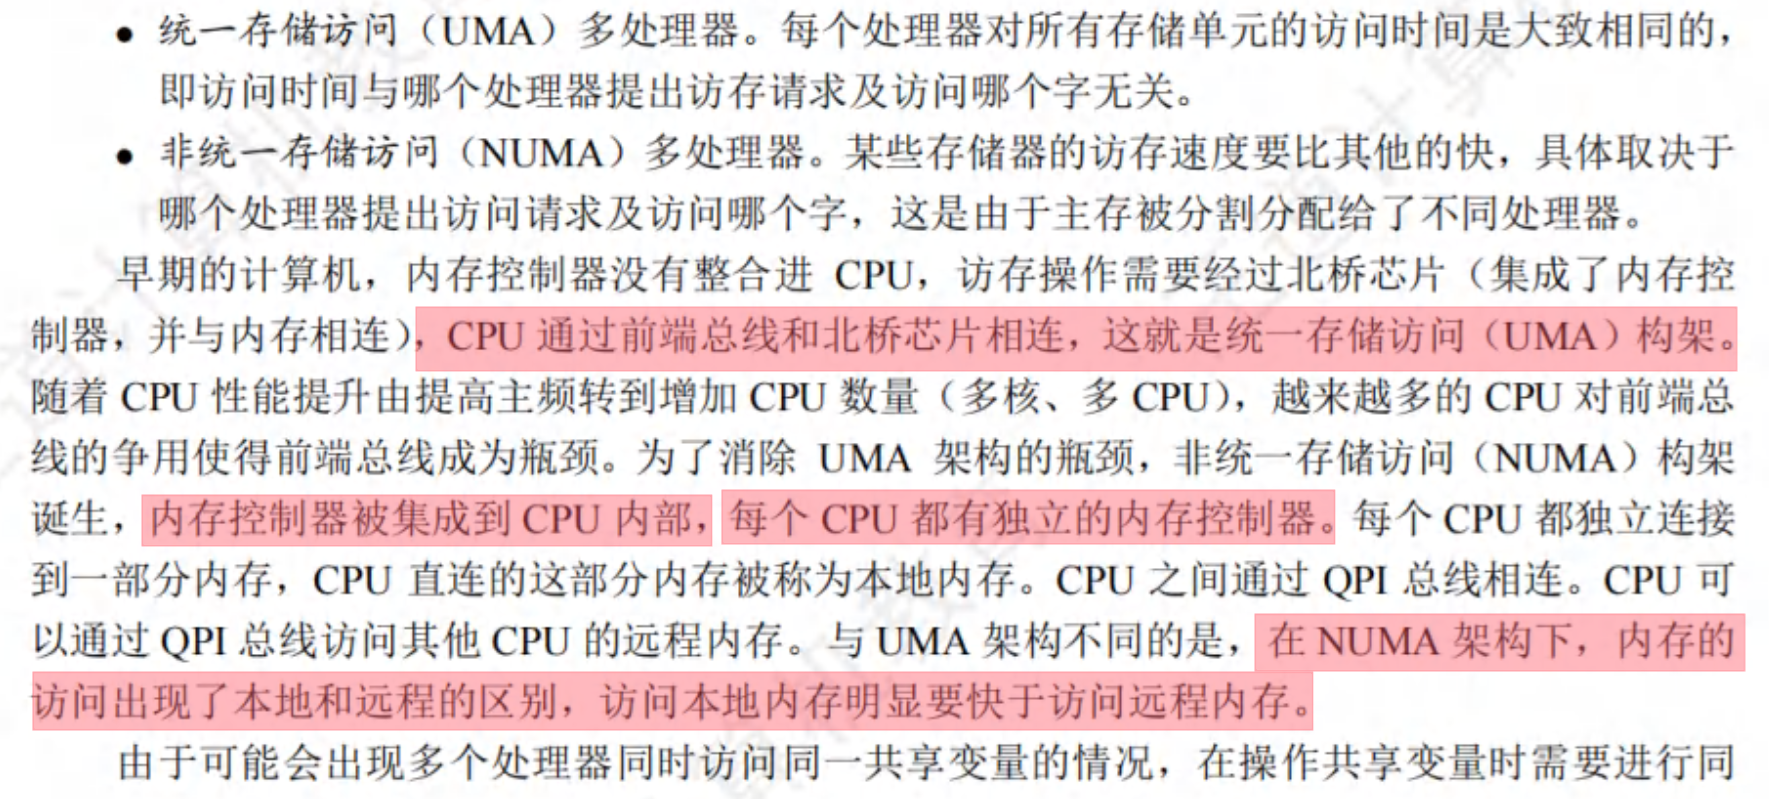 • 统一存储访问（UMA）多处理器。每个处理器对所有存储单元的访问时间是大致相同的，
即访问时间与哪个处理器提出访存请求及访问哪个字无关。
• 非统一存储访问（NUMA）多处理器。某些存储器的访存速度要比其他的快，具体取决于
哪个处理器提出访问请求及访问哪个字，这是由于主存被分割分配给了不同处理器。
早期的计算机，内存控制器没有整合进 CPU，访存操作需要经过北桥芯片（集成了内存控
制器，并与内存相连），CPU 通过前端总线和北桥芯片相连，这就是统一存储访问（UMA）构架。
随着 CPU 性能提升由提高主频转到增加 CPU 数量（多核、多 CPU），越来越多的 CPU 对前端总
线的争用使得前端总线成为瓶颈。为了消除 UMA 架构的瓶颈，非统一存储访问（NUMA）构架
诞生，内存控制器被集成到 CPU 内部，每个 CPU 都有独立的内存控制器。每个 CPU 都独立连接
到一部分内存，CPU 直连的这部分内存被称为本地内存。CPU 之间通过 QPI 总线相连。CPU 可
以通过 QPI 总线访问其他 CPU 的远程内存。与 UMA 架构不同的是，在 NUMA 架构下，内存的
访问出现了本地和远程的区别，访问本地内存明显要快于访问远程内存。
由于可能会出现多个处理器同时访问同一共享变量的情况，在操作共享变量时需要进行同